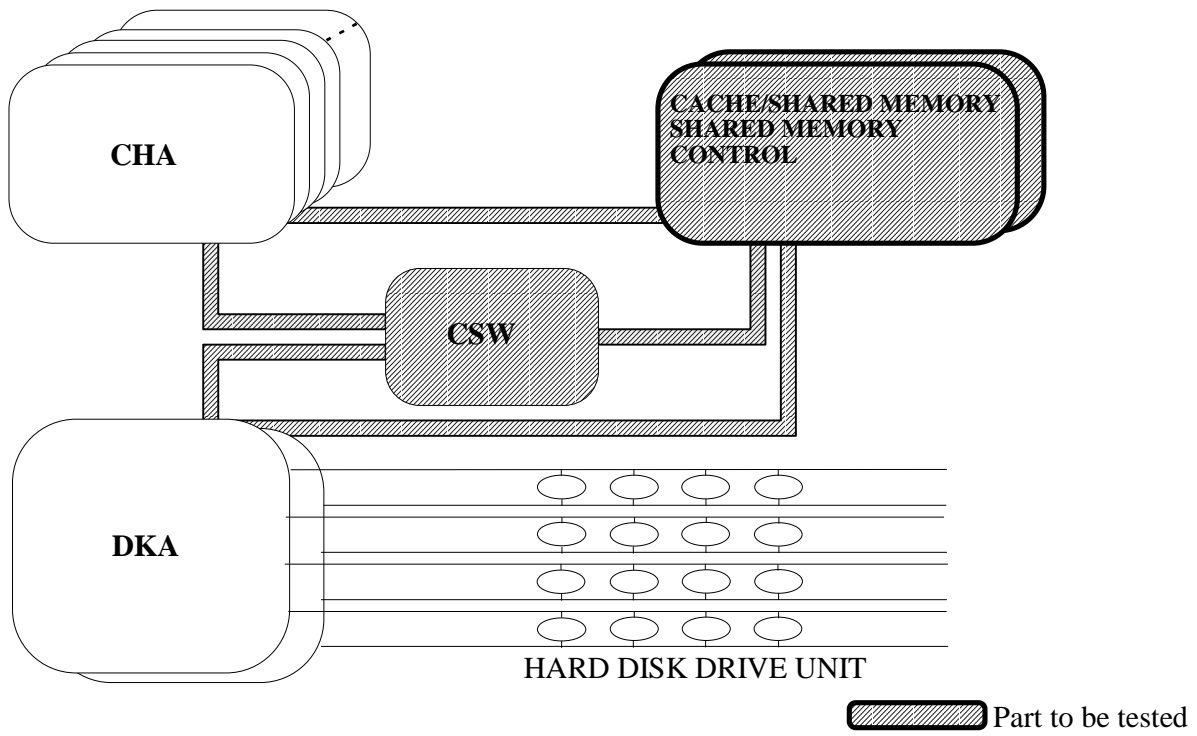 CHA
CACHE/SHARED MEMORY
SHARED MEMORY
CONTROL
CSW
DKA
HARD DISK DRIVE UNIT
Part to be tested